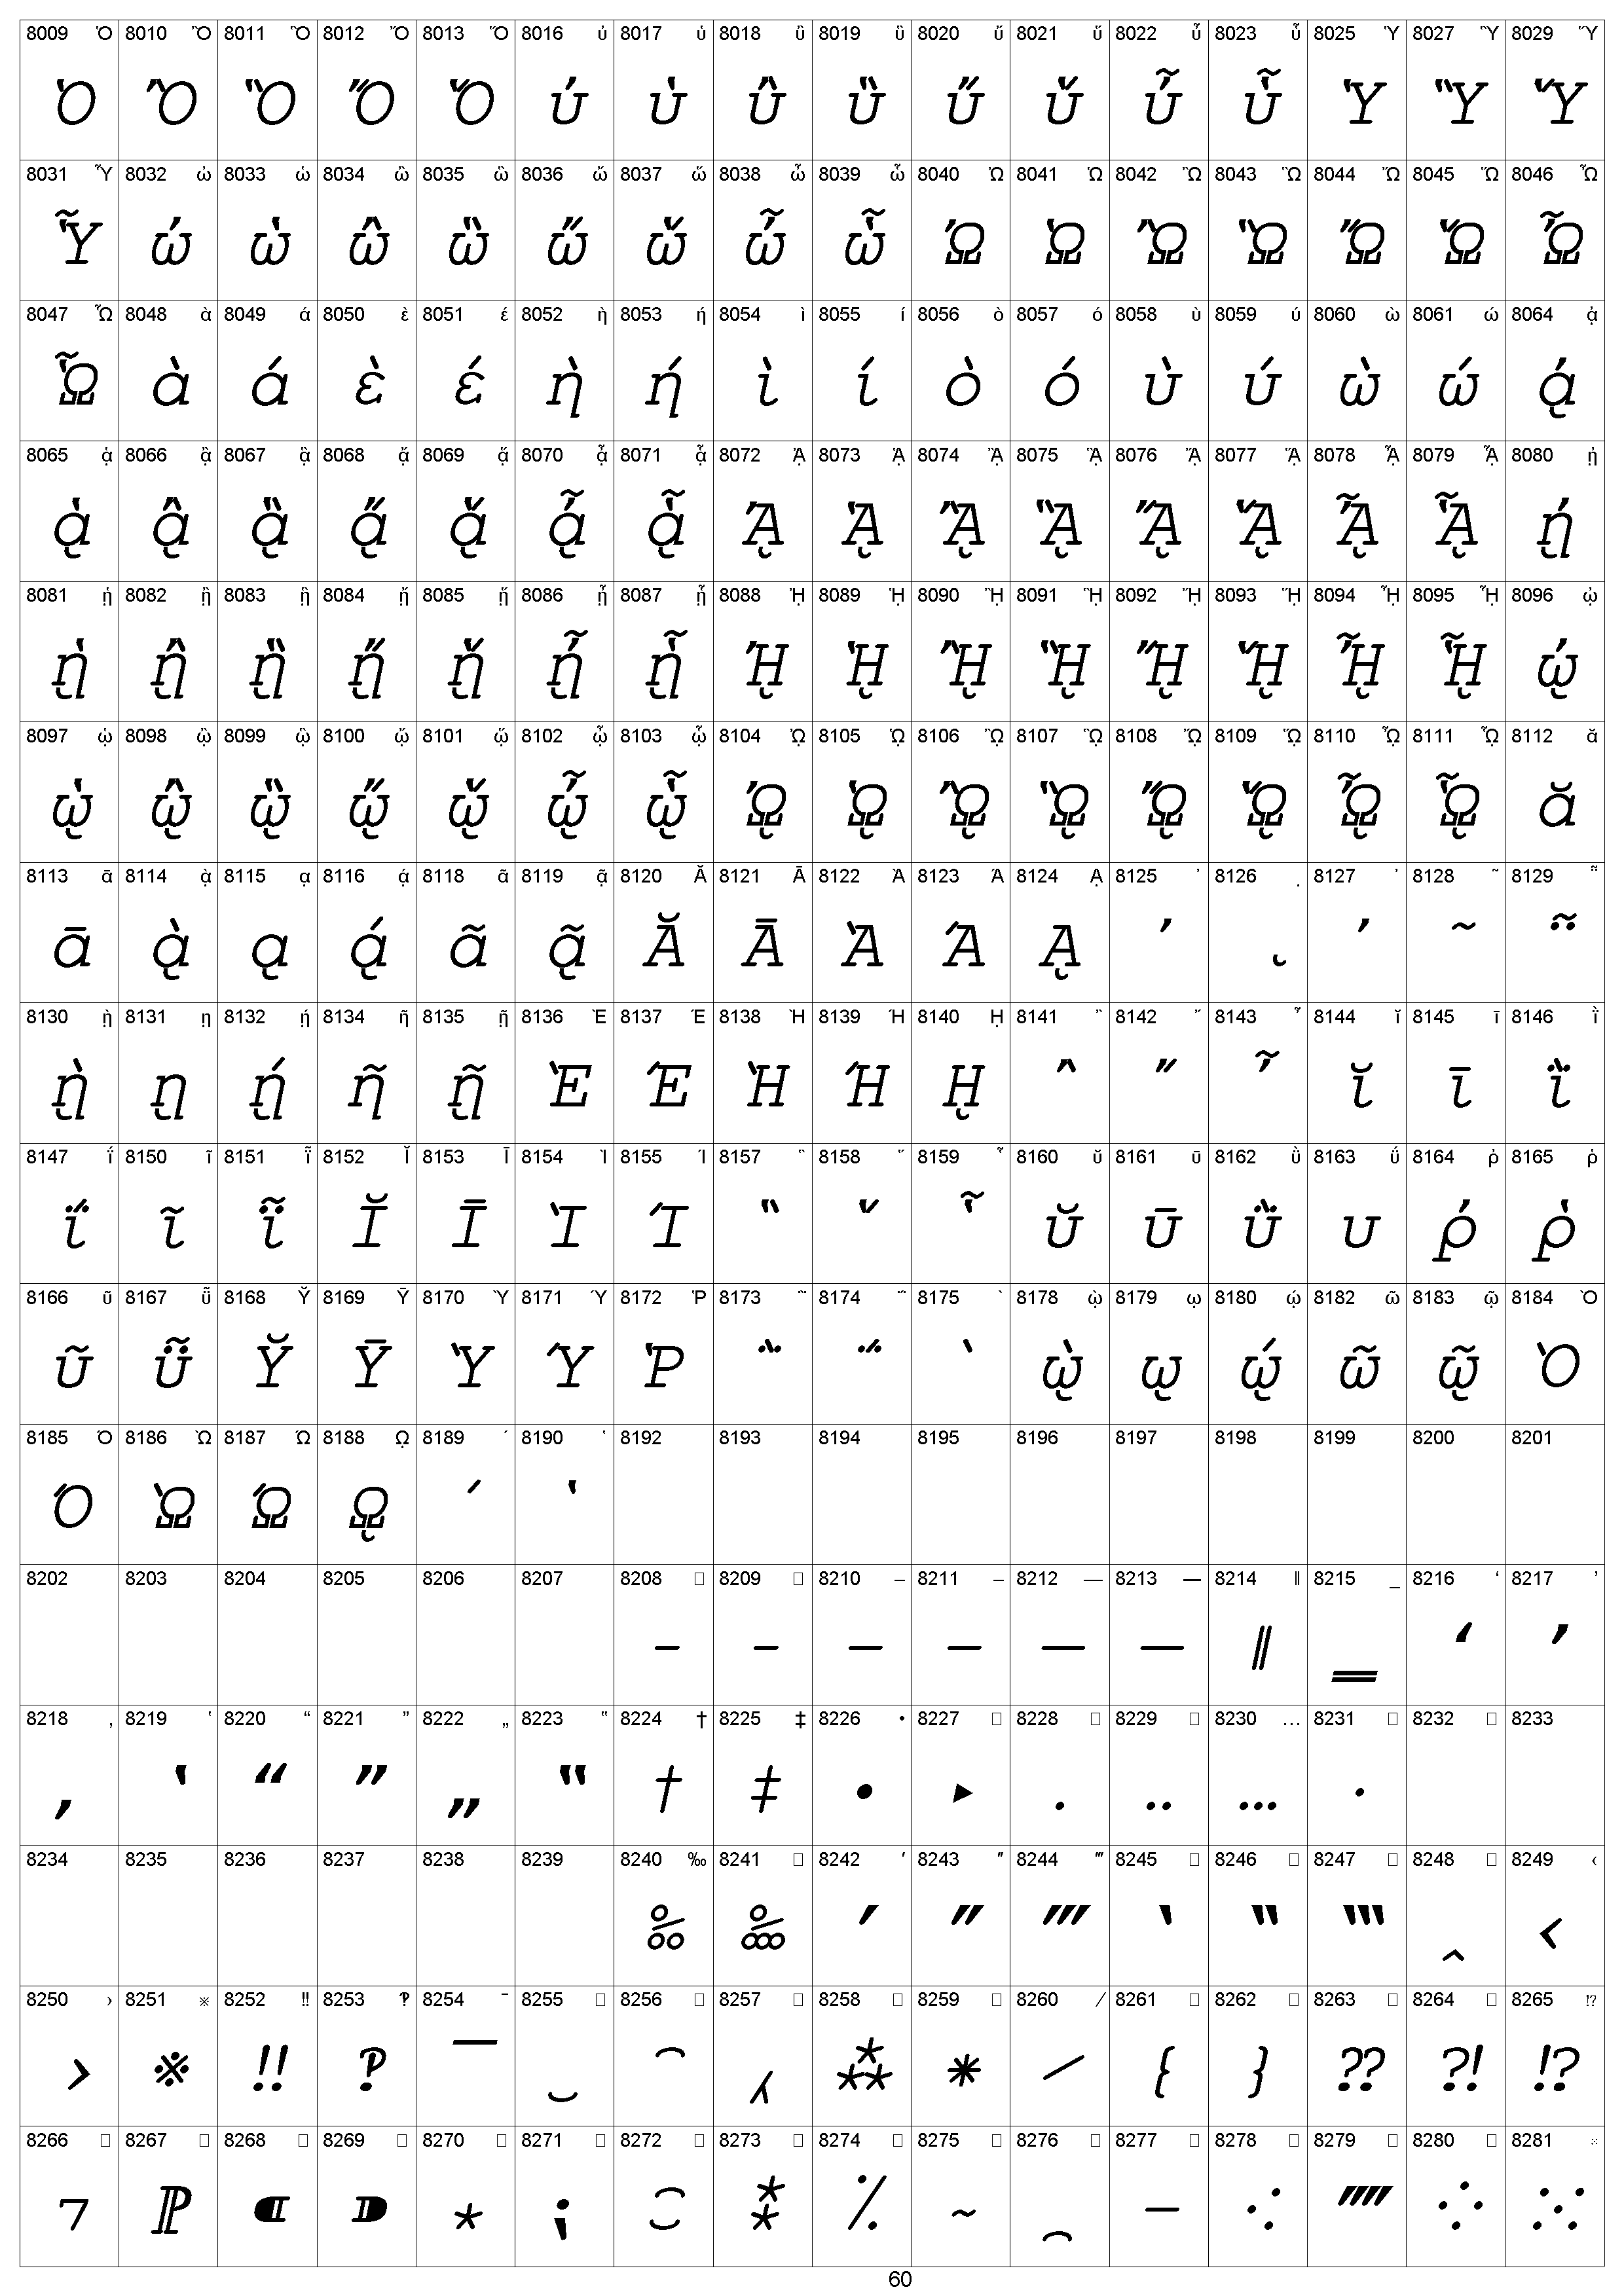 8009 Ὁ 8010 Ὂ 8011 Ὃ 8012 Ὄ 8013 Ὅ 8016 ὐ 8017 ὑ 8018 ὒ 8019 ὓ 8020 ὔ 8021 ὕ 8022 ὖ 8023 ὗ 8025 Ὑ 8027 Ὓ 8029 Ὕ
Ὁ Ὂ Ὃ Ὄ Ὅ ὐ ὑ ὒ ὓ ὔ ὕ ὖ ὗ Ὑ Ὓ Ὕ
8031 Ὗ 8032 ὠ 8033 ὡ 8034 ὢ 8035 ὣ 8036 ὤ 8037 ὥ 8038 ὦ 8039 ὧ 8040 Ὠ 8041 Ὡ 8042 Ὢ 8043 Ὣ 8044 Ὤ 8045 Ὥ 8046 Ὦ
Ὗ ὠ ὡ ὢ ὣ ὤ ὥ ὦ ὧ Ὠ Ὡ Ὢ Ὣ Ὤ Ὥ Ὦ
8047 Ὧ 8048 ὰ 8049 ά 8050 ὲ 8051 έ 8052 ὴ 8053 ή 8054 ὶ 8055 ί 8056 ὸ 8057 ό 8058 ὺ 8059 ύ 8060 ὼ 8061 ώ 8064 ᾀ
Ὧ ὰ ά ὲ έ ὴ ή ὶ ί ὸ ό ὺ ύ ὼ ώ ᾀ
8065 ᾁ 8066 ᾂ 8067 ᾃ 8068 ᾄ 8069 ᾅ 8070 ᾆ 8071 ᾇ 8072 ᾈ 8073 ᾉ 8074 ᾊ 8075 ᾋ 8076 ᾌ 8077 ᾍ 8078 ᾎ 8079 ᾏ 8080 ᾐ
ᾁ ᾂ ᾃ ᾄ ᾅ ᾆ ᾇ ᾈ ᾉ ᾊ ᾋ ᾌ ᾍ ᾎ ᾏ ᾐ
8081 ᾑ 8082 ᾒ 8083 ᾓ 8084 ᾔ 8085 ᾕ 8086 ᾖ 8087 ᾗ 8088 ᾘ 8089 ᾙ 8090 ᾚ 8091 ᾛ 8092 ᾜ 8093 ᾝ 8094 ᾞ 8095 ᾟ 8096 ᾠ
ᾑ ᾒ ᾓ ᾔ ᾕ ᾖ ᾗ ᾘ ᾙ ᾚ ᾛ ᾜ ᾝ ᾞ ᾟ ᾠ
8097 ᾡ 8098 ᾢ 8099 ᾣ 8100 ᾤ 8101 ᾥ 8102 ᾦ 8103 ᾧ 8104 ᾨ 8105 ᾩ 8106 ᾪ 8107 ᾫ 8108 ᾬ 8109 ᾭ 8110 ᾮ 8111 ᾯ 8112 ᾰ
ᾡ ᾢ ᾣ ᾤ ᾥ ᾦ ᾧ ᾨ ᾩ ᾪ ᾫ ᾬ ᾭ ᾮ ᾯ ᾰ
8113 ᾱ 8114 ᾲ 8115 ᾳ 8116 ᾴ 8118 ᾶ 8119 ᾷ 8120 Ᾰ 8121 Ᾱ 8122 Ὰ 8123 Ά 8124 ᾼ 8125 ᾽ 8126 ι 8127 ᾿ 8128 ῀ 8129 ῁
ᾱ ᾲ ᾳ ᾴ ᾶ ᾷ Ᾰ Ᾱ Ὰ Ά ᾼ ᾽ ι ᾿ ῀ ῁
8130 ῂ 8131 ῃ 8132 ῄ 8134 ῆ 8135 ῇ 8136 Ὲ 8137 Έ 8138 Ὴ 8139 Ή 8140 ῌ 8141 ῍ 8142 ῎ 8143 ῏ 8144 ῐ 8145 ῑ 8146 ῒ
ῂ ῃ ῄ ῆ ῇ Ὲ Έ Ὴ Ή ῌ ῍ ῎ ῏ ῐ ῑ ῒ
8147 ΐ 8150 ῖ 8151 ῗ 8152 Ῐ 8153 Ῑ 8154 Ὶ 8155 Ί 8157 ῝ 8158 ῞ 8159 ῟ 8160 ῠ 8161 ῡ 8162 ῢ 8163 ΰ 8164 ῤ 8165 ῥ
ΐ ῖ ῗ Ῐ Ῑ Ὶ Ί ῝ ῞ ῟ ῠ ῡ ῢ υ ῤ ῥ
8166 ῦ 8167 ῧ 8168 Ῠ 8169 Ῡ 8170 Ὺ 8171 Ύ 8172 Ῥ 8173 ῭ 8174 ΅ 8175 ` 8178 ῲ 8179 ῳ 8180 ῴ 8182 ῶ 8183 ῷ 8184 Ὸ
ῦ ῧ Ῠ Ῡ Ὺ Ύ Ῥ ῭ ΅ ` ῲ ῳ ῴ ῶ ῷ Ὸ
8185 Ό 8186 Ὼ 8187 Ώ 8188 ῼ 8189 ´ 8190 ῾ 8192 8193 8194 8195 8196 8197 8198 8199 8200 8201
Ό Ὼ Ώ ῼ ´ ῾
8202 8203 8204 8205 8206 8207 8208 □ 8209 □ 8210 ‒ 8211 – 8212 — 8213 ― 8214 ‖ 8215 ‗ 8216 ‘ 8217 ’
‐ ‑ ‒ – — ― ‖ ‗ ‘ ’
8218 ‚ 8219 ‛ 8220 “ 8221 ” 8222 „ 8223 ‟ 8224 † 8225 ‡ 8226 • 8227 □ 8228 □ 8229 □ 8230 … 8231 □ 8232 □ 8233
‚ ‛ “ ” „ ‟ † ‡ • ‣ ․ ‥ … ‧
8234 8235 8236 8237 8238 8239 8240 ‰ 8241 □ 8242 ′ 8243 ″ 8244 ‴ 8245 □ 8246 □ 8247 □ 8248 □ 8249 ‹
‰ ‱ ′ ″ ‴ ‵ ‶ ‷ ‸ ‹
8250 › 8251 ※ 8252 ‼ 8253 ‽ 8254 ‾ 8255 □ 8256 □ 8257 □ 8258 □ 8259 □ 8260 ⁄ 8261 □ 8262 □ 8263 □ 8264 □ 8265 ⁉
› ※ ‼ ‽ ‾ ‿ ⁀ ⁁ ⁂ ⁃ ⁄ ⁅ ⁆ ⁇ ⁈ ⁉
8266 □ 8267 □ 8268 □ 8269 □ 8270 □ 8271 □ 8272 □ 8273 □ 8274 □ 8275 □ 8276 □ 8277 □ 8278 □ 8279 □ 8280 □ 8281 ⁙
⁊ ℙ ⁌ ⁍ ⁎ ⁏ ⁐ ⁑ ⁒ ⁓ ⁔ ⁕ ⁖ ⁗ ⁘ ⁙
60